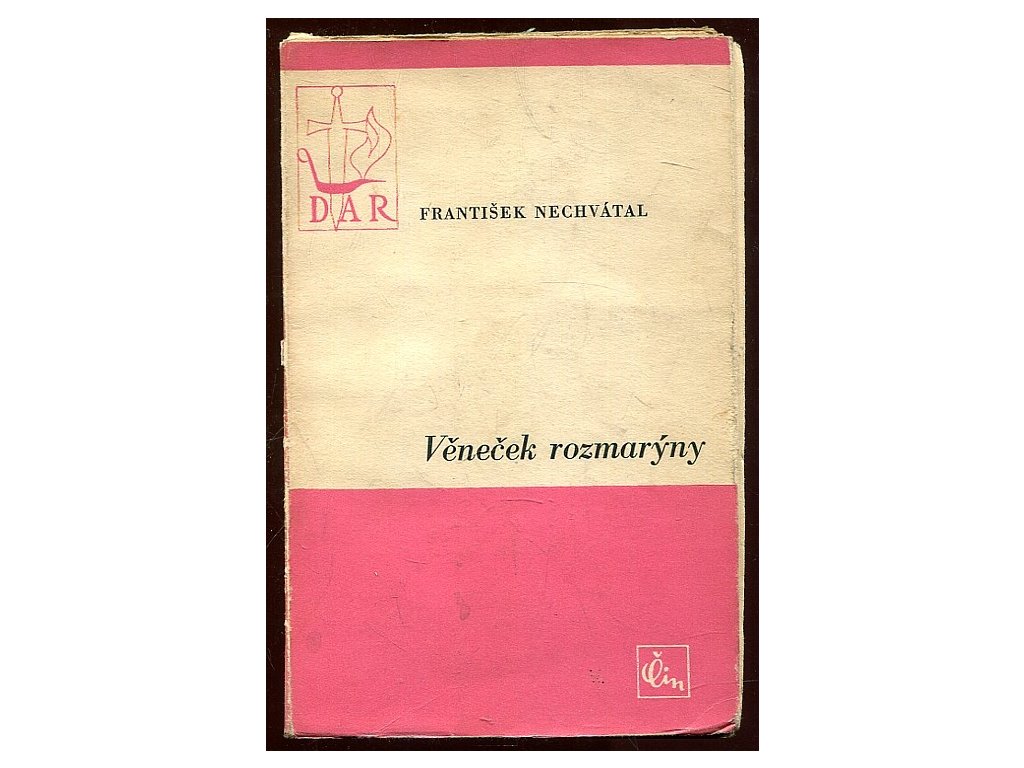 DAR
FRANTIŠEK NECHVÁTAL
Věneček rozmarýny
Čin